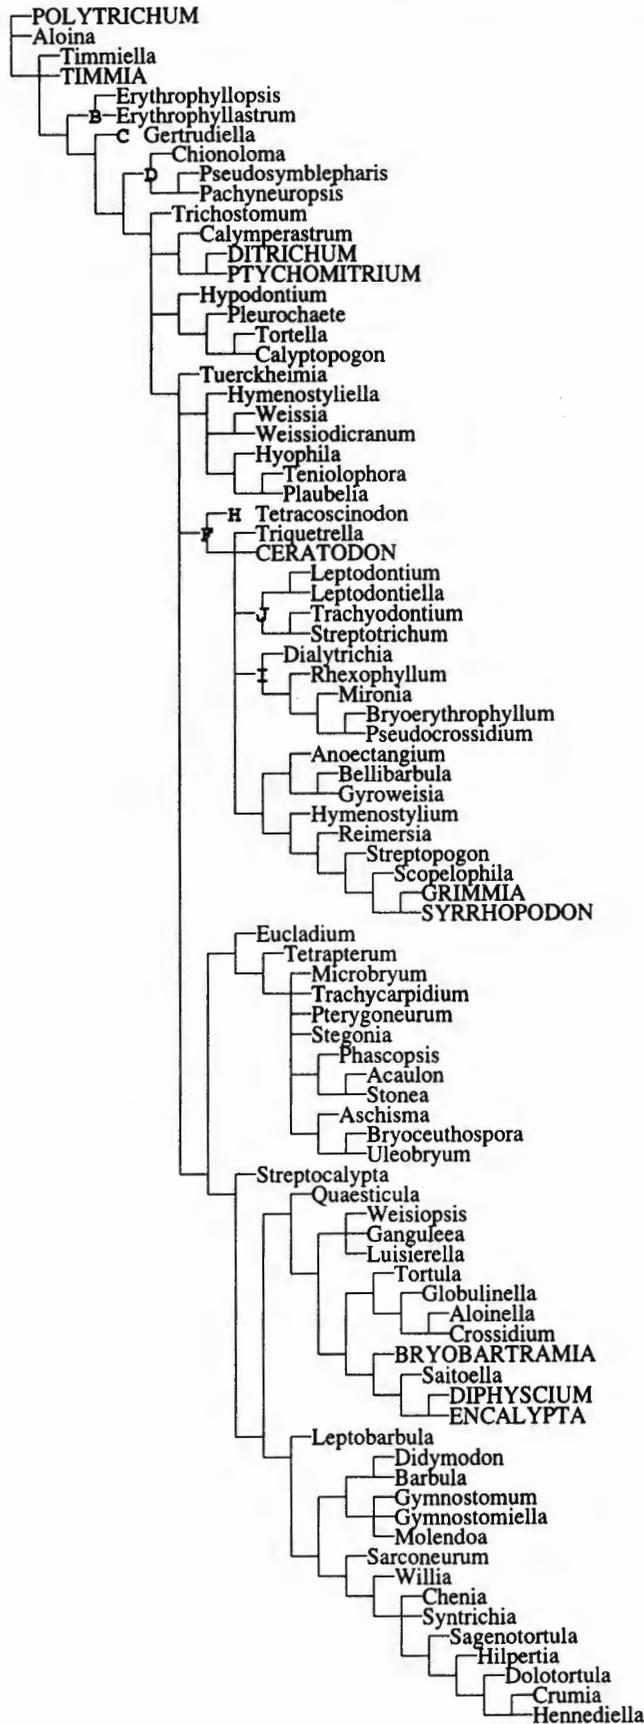 POLYTRICHUM
Aloina
Timmiella
TIMMIA
Erythrophyllopsis
B Erythrophyllastrum
C Gertrudiella
Chionoloma
D Pseudosymblepharis
Pachyneuropsis
Trichostomum
Calymperastrum
DITRICHUM
PTYCHOMITRIUM
Hypodontium
Pleurochaete
Tortella
Calyptopogon
Tuerckheimia
Hymenostyliella
Weissia
Weissiodicranum
Hyophila
Teniolophora
Plaubelia
H Tetracoscinodon
F Triquetrella
CERATODON
Leptodontium
Leptodontiella
J Trachyodontium
Streptotrichum
Dialytrichia
I Rhexophyllum
Mironia
Bryoerythrophyllum
Pseudocrossidium
Anoectangium
Bellibarbula
Gyroweisia
Hymenostylium
Reimersia
Streptopogon
Scopelophila
GRIMMIA
SYRRHOPODON
Eucladium
Tetrapterum
Microbryum
Trachycarpidium
Pterygoneurum
Stegonia
Phascopsis
Acaulon
Stonea
Aschisma
Bryoceuthospora
Uleobryum
Streptocalypta
Quaesticula
Weisiopsis
Ganguleea
Luisierella
Tortula
Globulinella
Aloinella
Crossidium
BRYOBARTRAMIA
Saitoella
DIPHYSCIUM
ENCALYPTA
Leptobarbula
Didymodon
Barbula
Gymnostomum
Gymnostomiella
Molendoa
Sarconeurum
Willia
Chenia
Syntrichia
Sagenotortula
Hilpertia
Dolotortula
Crumia
Hennediella